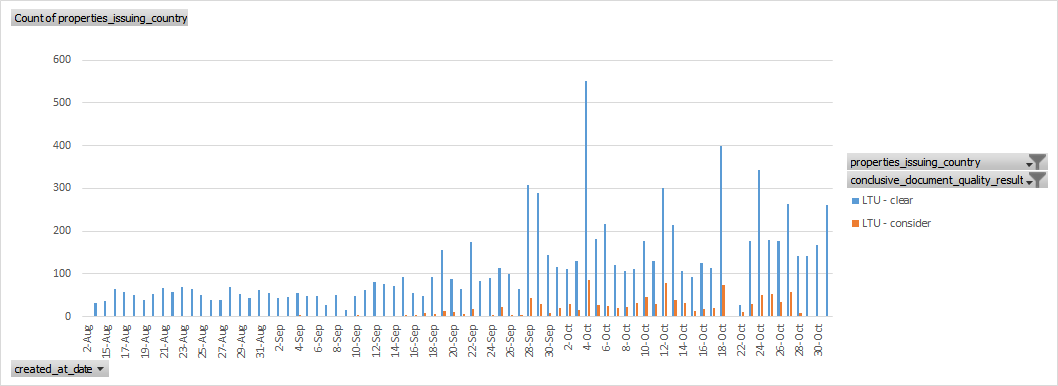 Count of properties_issuing_country
600
500
400
300
200
100
0
2-Aug
15-Aug
17-Aug
19-Aug
21-Aug
23-Aug
25-Aug
27-Aug
29-Aug
31-Aug
2-Sep
4-Sep
6-Sep
8-Sep
10-Sep
12-Sep
14-Sep
16-Sep
18-Sep
20-Sep
22-Sep
24-Sep
26-Sep
28-Sep
30-Sep
2-Oct
4-Oct
6-Oct
8-Oct
10-Oct
12-Oct
14-Oct
16-Oct
18-Oct
22-Oct
24-Oct
26-Oct
28-Oct
30-Oct
properties_issuing_country
conclusive_document_quality_result
LTU - clear
LTU - consider
created_at_date